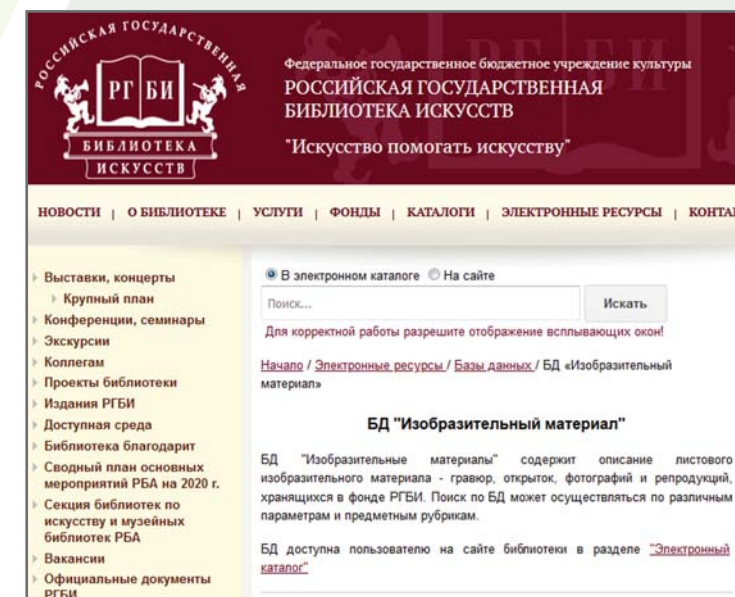 РОССИЙСКАЯ ГОСУДАРСТВЕННАЯ
РГ БИ
БИБЛИОТЕКА
ИСКУССТВ
Федеральное государственное бюджетное учреждение культуры
РОССИЙСКАЯ ГОСУДАРСТВЕННАЯ
БИБЛИОТЕКА ИСКУССТВ
"Искусство помогать искусству"
НОВОСТИ | О БИБЛИОТЕКЕ | УСЛУГИ | ФОНДЫ | КАТАЛОГИ | ЭЛЕКТРОННЫЕ РЕСУРСЫ | КОНТА
Выставки, концерты
Крупный план
Конференции, семинары
Экскурсии
Коллегам
Проекты библиотеки
Издания РГБИ
Доступная среда
Библиотека благодарит
Сводный план основных
мероприятий РБА на 2020 г.
Секция библиотек по
искусству и музейных
библиотек РБА
Вакансии
Официальные документы
РГБИ
В электронном каталоге На сайте
Поиск... Искать
Для корректной работы разрешите отображение всплывающих окон!
Начало / Электронные ресурсы / Базы данных / БД «Изобразительный
материал»
БД "Изобразительный материал"
БД "Изобразительные материалы" содержит описание листового
изобразительного материала - гравюр, открыток, фотографий и репродукций,
хранящихся в фонде РГБИ. Поиск по БД может осуществляться по различным
параметрам и предметным рубрикам.
БД доступна пользователю на сайте библиотеки в разделе "Электронный
каталог"